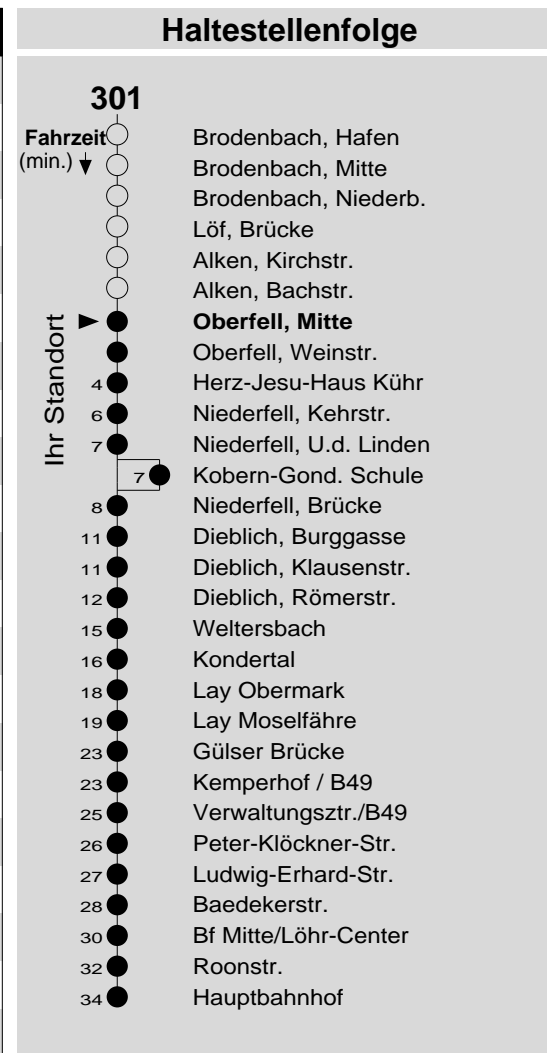 Haltestellenfolge
301
Fahrzeit
(min.)
Brodenbach, Hafen
Brodenbach, Mitte
Brodenbach, Niederb.
Löf, Brücke
Alken, Kirchstr.
Alken, Bachstr.
Ihr Standort
Oberfell, Mitte
Oberfell, Weinstr.
4 Herz-Jesu-Haus Kühr
6 Niederfell, Kehrstr.
7 Niederfell, U.d. Linden
7 Kobern-Gond. Schule
8 Niederfell, Brücke
11 Dieblich, Burggasse
11 Dieblich, Klausenstr.
12 Dieblich, Römerstr.
15 Weltersbach
16 Kondertal
18 Lay Obermark
19 Lay Moselfähre
23 Gülser Brücke
23 Kemperhof / B49
25 Verwaltungsztr./B49
26 Peter-Klöckner-Str.
27 Ludwig-Erhard-Str.
28 Baedekerstr.
30 Bf Mitte/Löhr-Center
32 Roonstr.
34 Hauptbahnhof